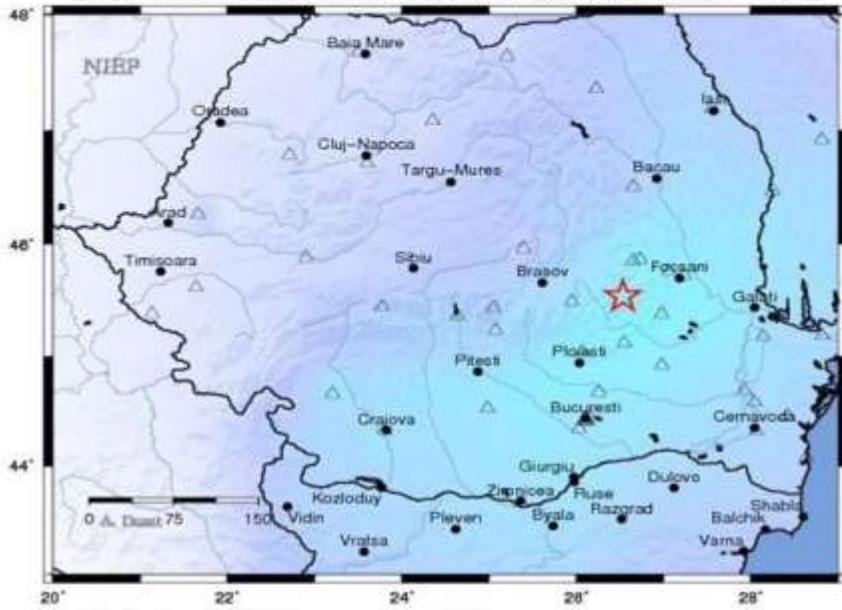 48°
Baia Mare
NIEP
Oradea
Iasi
Cluj-Napoca
Targu-Mures
Bacau
Arad
46°
Timisoara
Sibiu
Brasov
Focsani
Galati
Pitesti
Ploiasti
Bucuresti
Craiova
Cernavoda
44°
Giurgiu
Kozloduy
Zimnicea
Ruse
Dulovo
0
75
150
Vidin
Pleven
Byala
Razgrad
Balchik
Shabla
Vratsa
Varna
20° 22° 24° 26° 28°